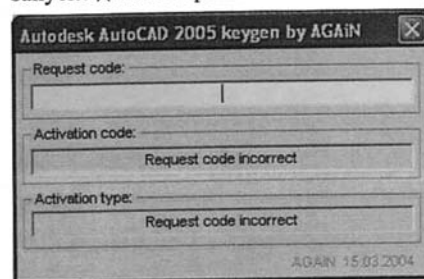 Autodesk AutoCAD 2005 keygen by AGAiN
Request code:
Activation code:
Request code incorrect
Activation type:
Request code incorrect
AGAiN 15.03.2004